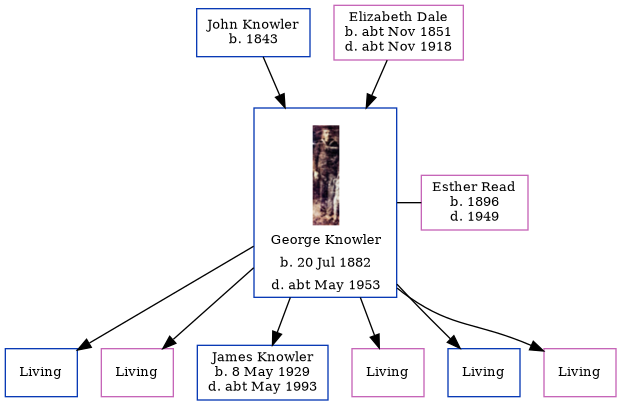 John Knowler
b. 1843
Elizabeth Dale
b. abt Nov 1851
d. abt Nov 1918
George Knowler
b. 20 Jul 1882
d. abt May 1953
Esther Read
b. 1896
d. 1949
Living
Living
James Knowler
b. 8 May 1929
d. abt May 1993
Living
Living
Living